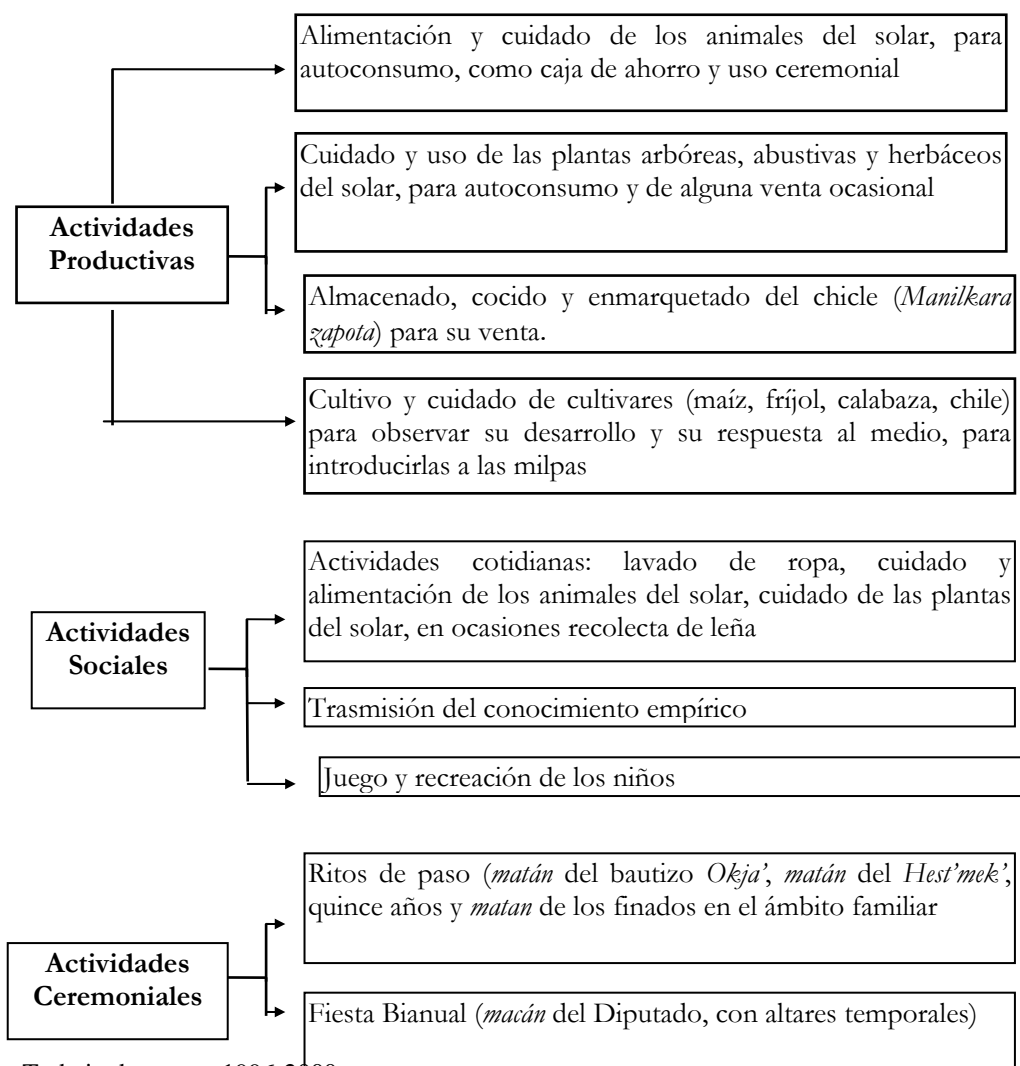 Alimentación y cuidado de los animales del solar, para
autoconsumo, como caja de ahorro y uso ceremonial
Cuidado y uso de las plantas arbóreas, abustivas y herbáceos
del solar, para autoconsumo y de alguna venta ocasional
Actividades
Productivas
Almacenado, cocido y enmarquetado del chicle (Manilkara
zapota) para su venta.
Cultivo y cuidado de cultivares (maíz, fríjol, calabaza, chile)
para observar su desarrollo y su respuesta al medio, para
introducirlas a las milpas
Actividades cotidianas: lavado de ropa, cuidado y
alimentación de los animales del solar, cuidado de las plantas
del solar, en ocasiones recolecta de leña
Actividades
Sociales
Trasmisión del conocimiento empírico
Juego y recreación de los niños
Ritos de paso (matán del bautizo Okja’, matán del Hest’mek’,
quince años y matan de los finados en el ámbito familiar
Actividades
Ceremoniales
Fiesta Bianual (macán del Diputado, con altares temporales)